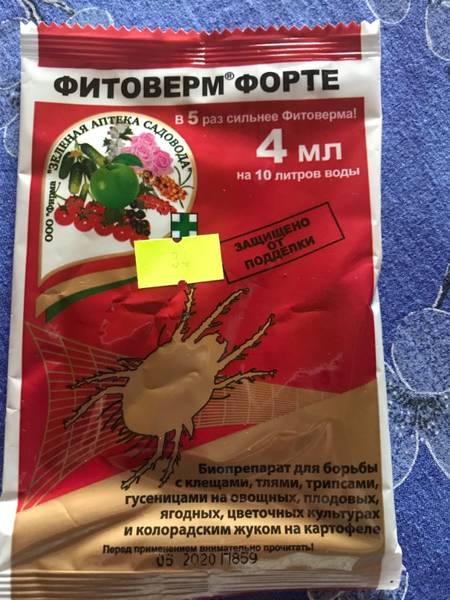 ФИТОВЕРМ® ФОРТЕ
В 5 раз сильнее Фитоверма!
4 мл
на 10 литров воды
ООО "Фирма "ЗЕЛЕНАЯ АПТЕКА САДОВОДА"
ЗАЩИЩЕНО
ОТ
ПОДДЕЛКИ
Биопрепарат для борьбы
с клещами, тлями, трипсами,
гусеницами на овощных, плодовых,
ягодных, цветочных культурах
и колорадским жуком на картофеле
Перед применением внимательно прочитать!
05 2020 П859